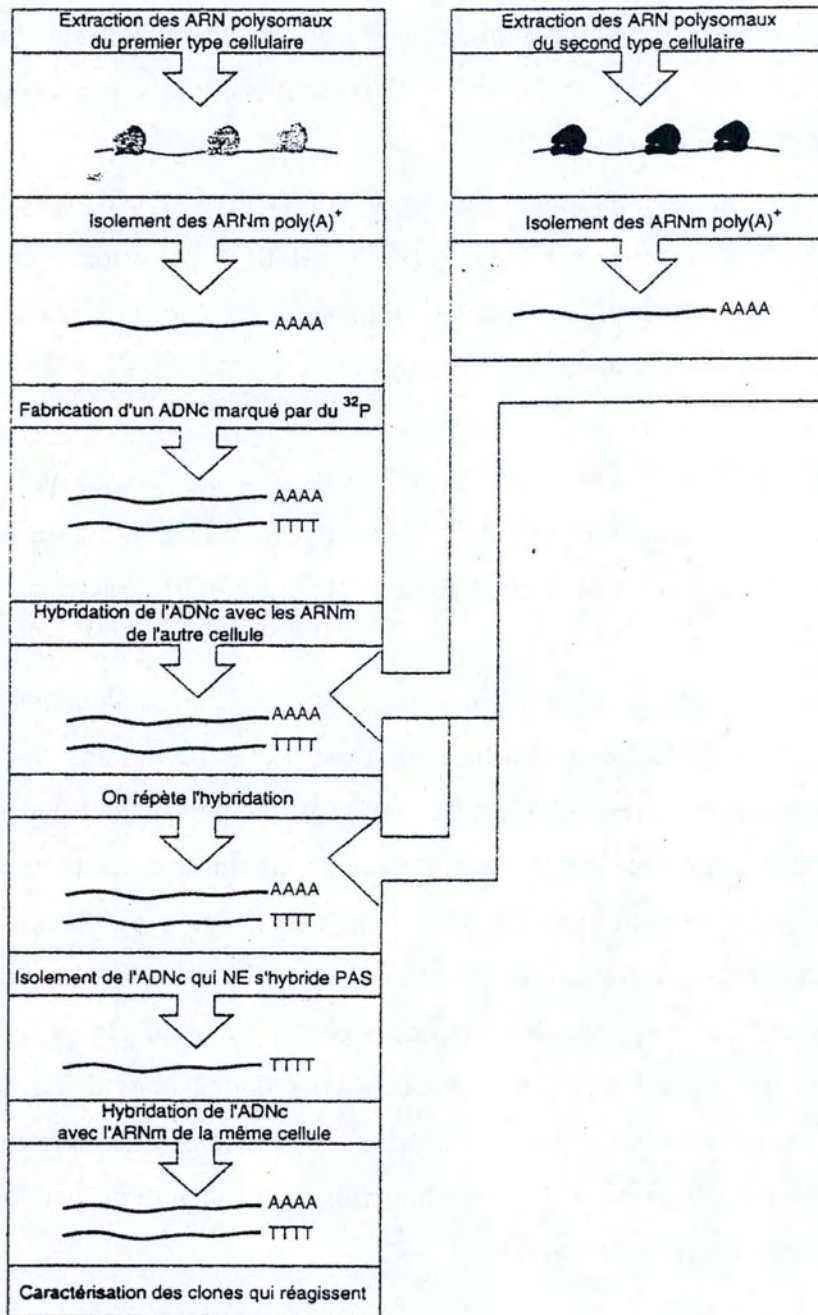 Extraction des ARN polysomaux
du premier type cellulaire
Extraction des ARN polysomaux
du second type cellulaire
Isolement des ARNm poly(A)⁺
Isolement des ARNm poly(A)⁺
AAAA
AAAA
Fabrication d'un ADNc marqué par du ³²P
AAAA
TTTT
Hybridation de l'ADNc avec les ARNm
de l'autre cellule
AAAA
TTTT
On répète l'hybridation
AAAA
TTTT
Isolement de l'ADNc qui NE s'hybride PAS
TTTT
Hybridation de l'ADNc
avec l'ARNm de la même cellule
AAAA
TTTT
Caractérisation des clones qui réagissent